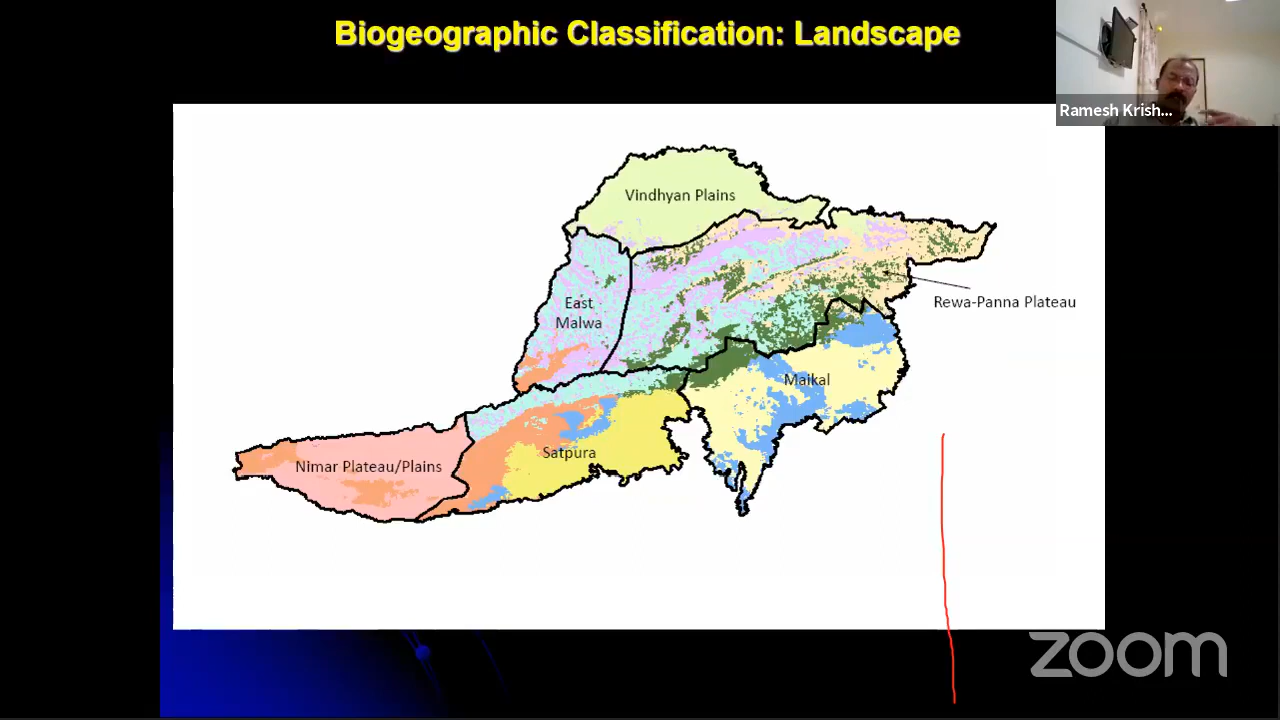 Biogeographic Classification: Landscape
Ramesh Krish...
Vindhyan Plains
East
Malwa
Rewa-Panna Plateau
Maikal
Satpura
Nimar Plateau/Plains
zoom